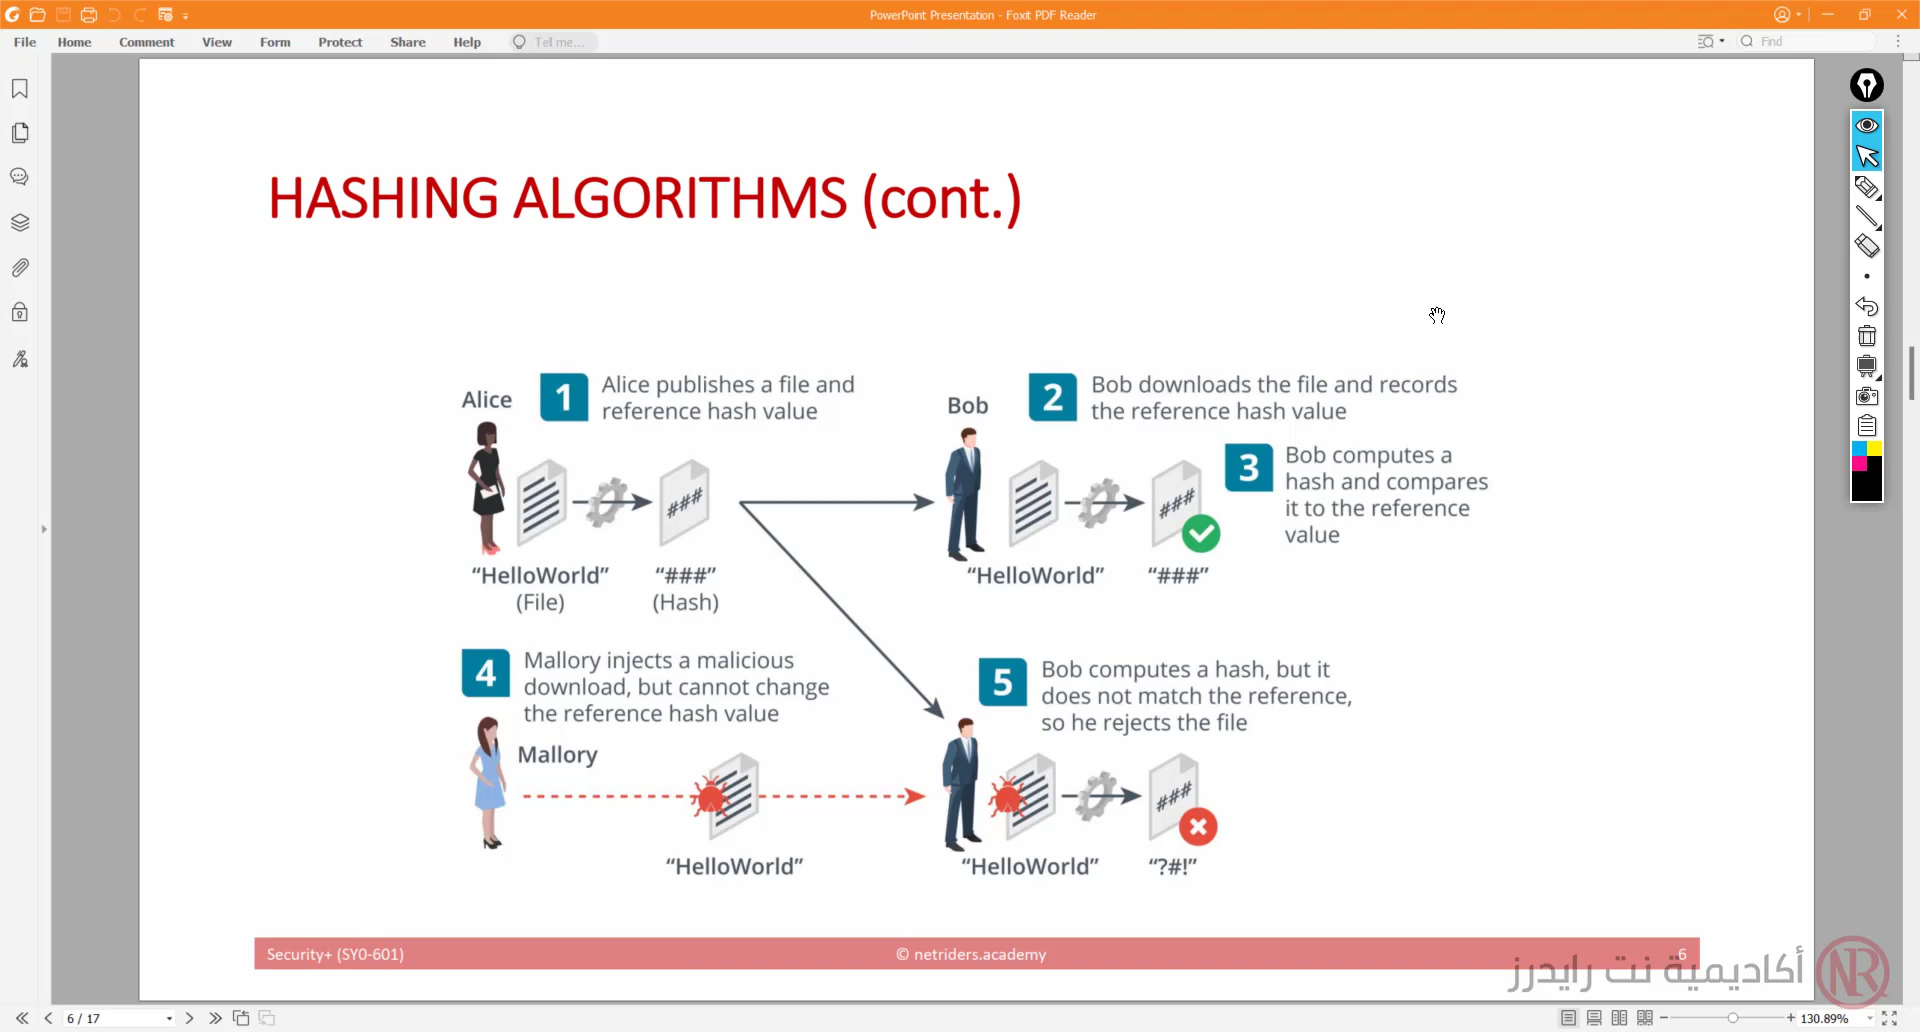 PowerPoint Presentation - Foxit PDF Reader
File Home Comment View Form Protect Share Help Tell me... Find
HASHING ALGORITHMS (cont.)
Alice
1
Alice publishes a file and
reference hash value
Bob
2
Bob downloads the file and records
the reference hash value
3
Bob computes a
hash and compares
it to the reference
value
###
###
“HelloWorld”
(File)
“###”
(Hash)
“HelloWorld”
“###”
4
Mallory injects a malicious
download, but cannot change
the reference hash value
Mallory
5
Bob computes a hash, but it
does not match the reference,
so he rejects the file
###
“HelloWorld”
“HelloWorld”
“?#!”
Security+ (SY0-601)
© netriders.academy
6
أكاديمية نت رايدرز
NR
6 / 17
130.89%